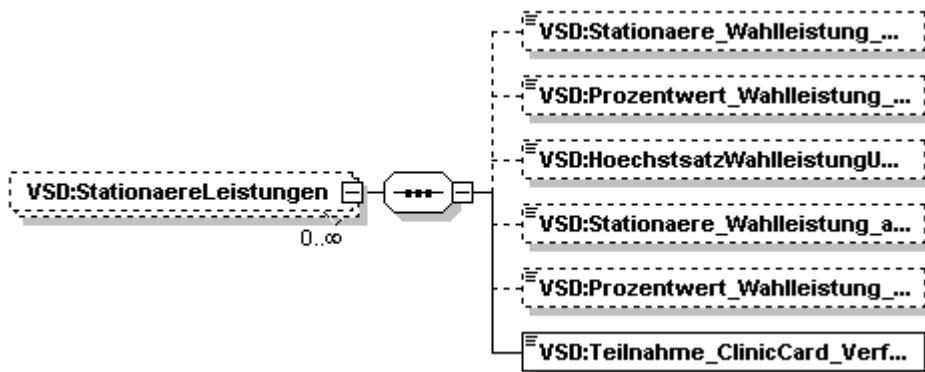 VSD:Stationaere_Wahlleistung_...
VSD:Prozentwert_Wahlleistung_...
VSD:HoechstsatzWahlleistungU...
VSD:StationaereLeistungen
0..∞
VSD:Stationaere_Wahlleistung_a...
VSD:Prozentwert_Wahlleistung_...
VSD:Teilnahme_ClinicCard_Verf...